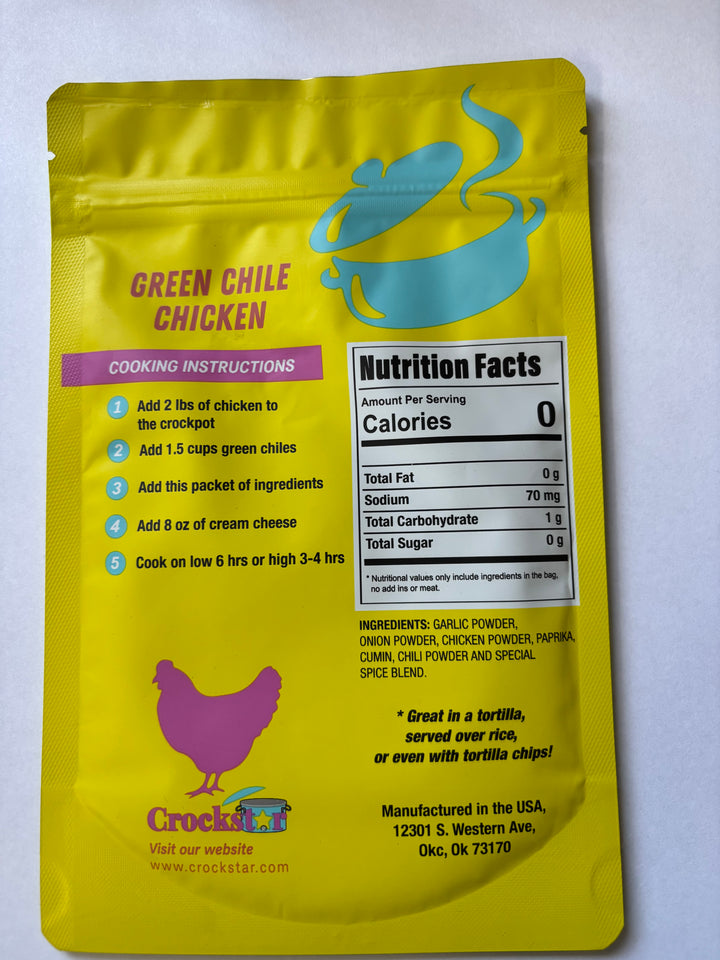 GREEN CHILE
CHICKEN
COOKING INSTRUCTIONS
1 Add 2 lbs of chicken to
the crockpot
2 Add 1.5 cups green chiles
3 Add this packet of ingredients
4 Add 8 oz of cream cheese
5 Cook on low 6 hrs or high 3-4 hrs
Nutrition Facts
Amount Per Serving
Calories 0
Total Fat 0 g
Sodium 70 mg
Total Carbohydrate 1 g
Total Sugar 0 g
* Nutritional values only include ingredients in the bag,
no add ins or meat.
INGREDIENTS: GARLIC POWDER,
ONION POWDER, CHICKEN POWDER, PAPRIKA,
CUMIN, CHILI POWDER AND SPECIAL
SPICE BLEND.
* Great in a tortilla,
served over rice,
or even with tortilla chips!
Crockstar
Visit our website
www.crockstar.com
Manufactured in the USA,
12301 S. Western Ave,
Okc, Ok 73170